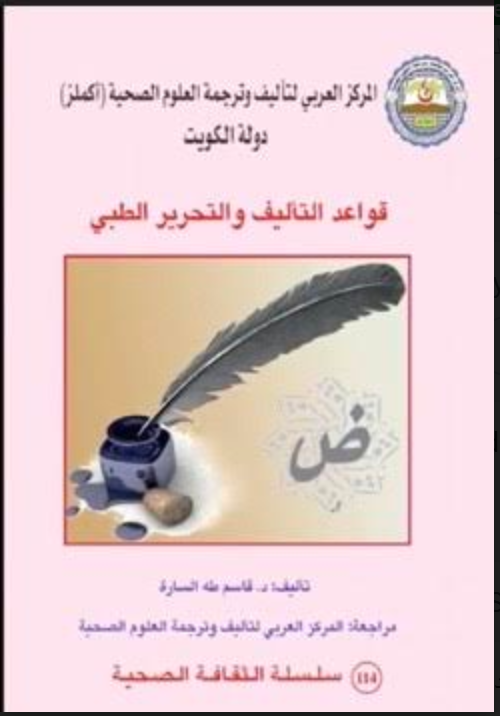 المركز العربي لتأليف وترجمة العلوم الصحية (أكملز)
دولة الكويت
قواعد التأليف والتحرير الطبي
ض
تأليف: د. قاسم طه السارة
مراجعة: المركز العربي لتأليف وترجمة العلوم الصحية
114 سلسلة الثقافة الصحية